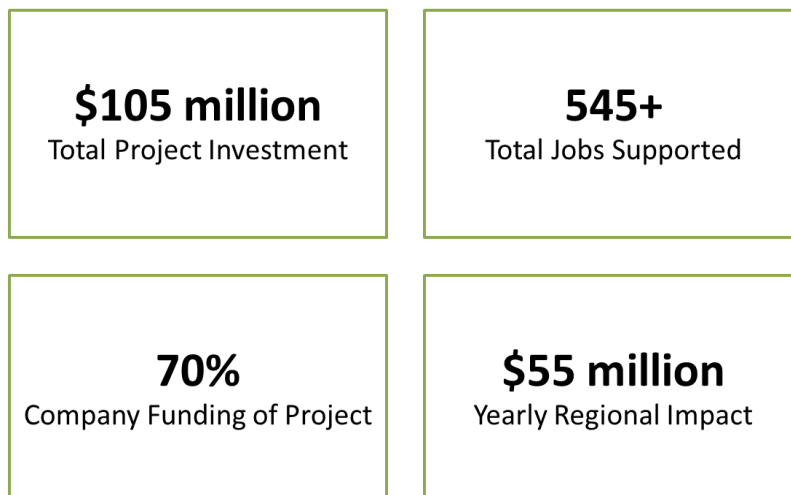 $105 million
Total Project Investment
545+
Total Jobs Supported
70%
Company Funding of Project
$55 million
Yearly Regional Impact